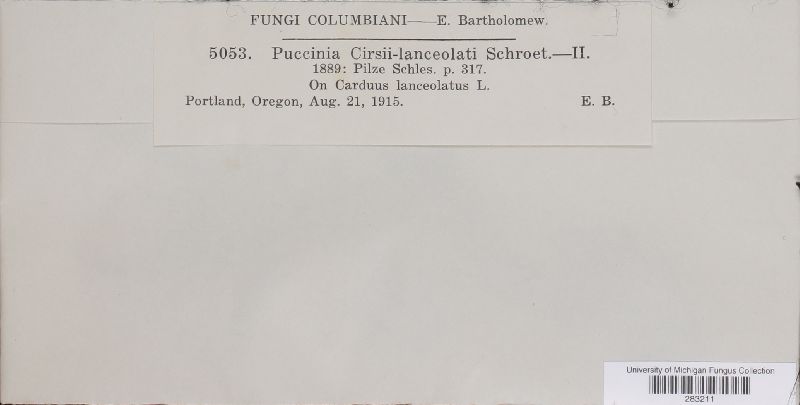 FUNGI COLUMBIANI——E. Bartholomew.
5053. Puccinia Cirsii-lanceolati Schroet.—II.
1889: Pilze Schles. p. 317.
On Carduus lanceolatus L.
Portland, Oregon, Aug. 21, 1915. E. B.
University of Michigan Fungus Collection
283211